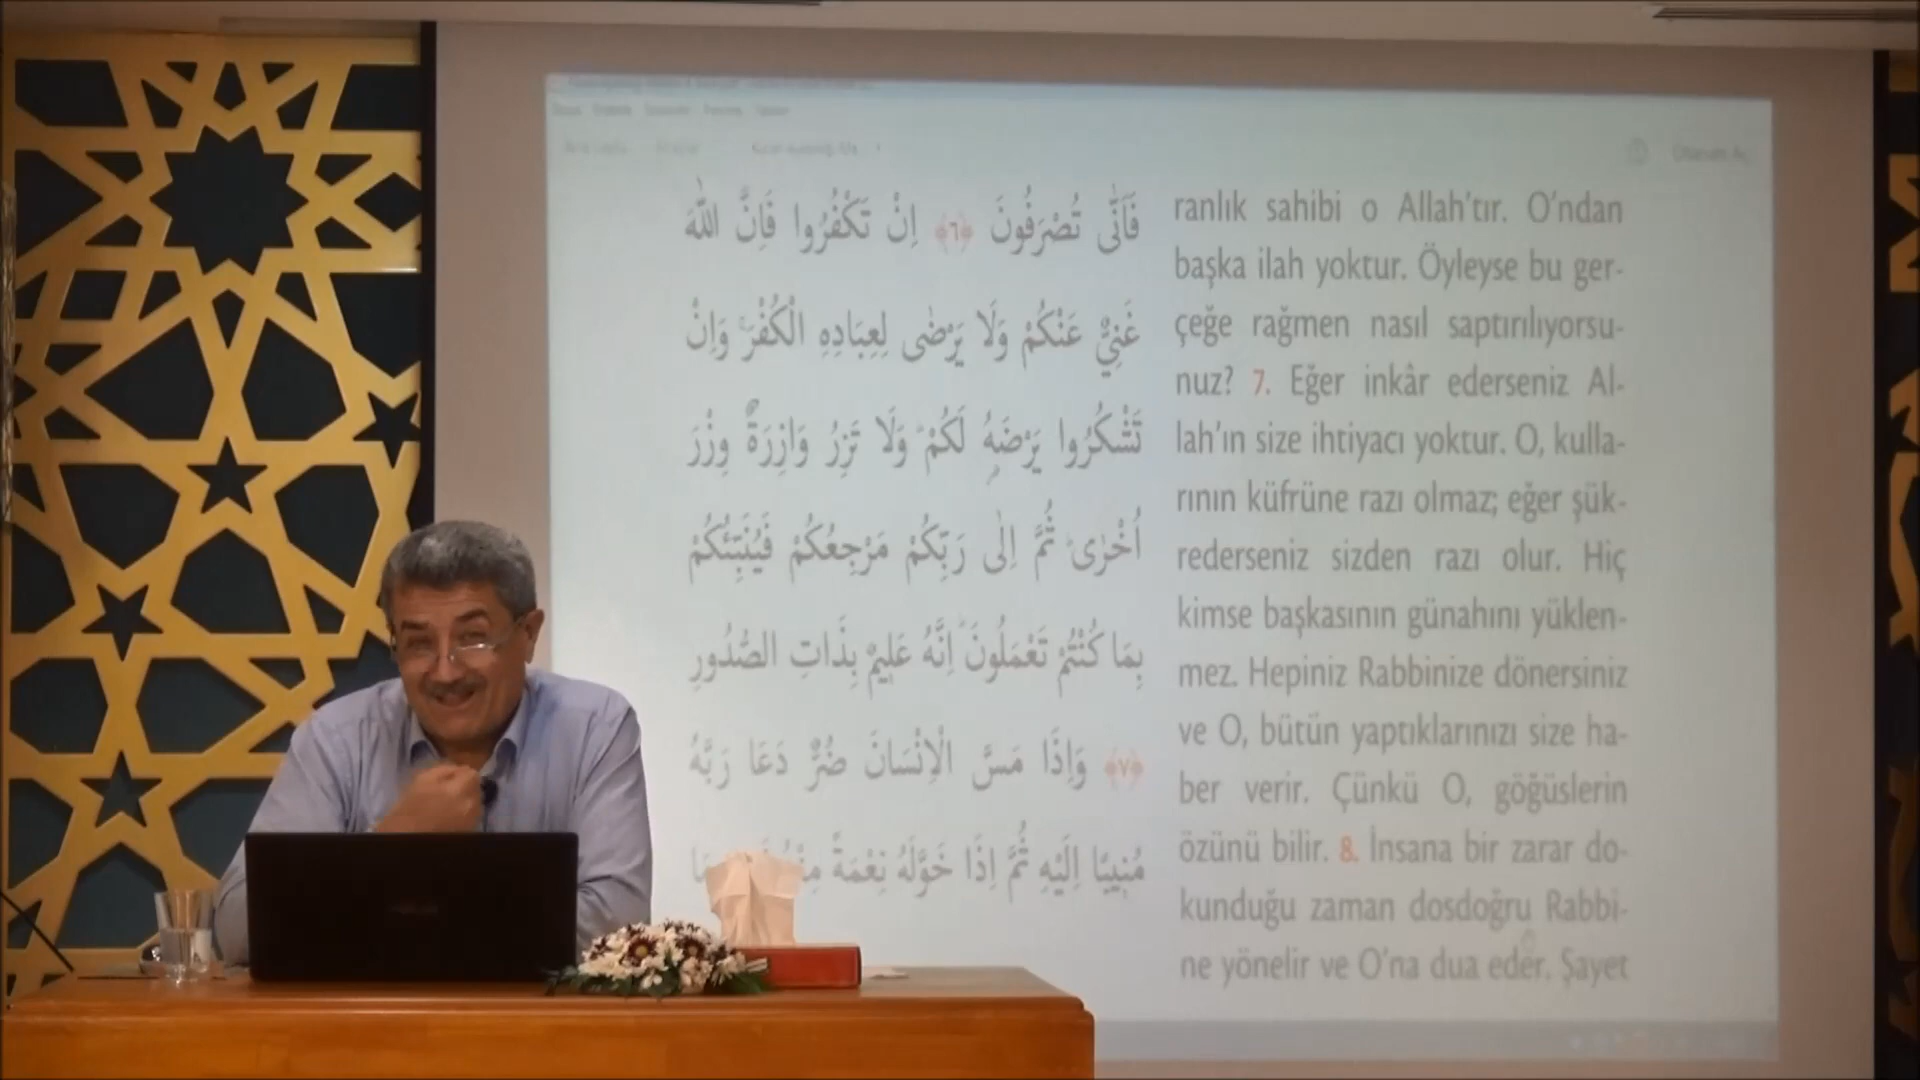 فَاَنّٰى تُصْرَفُونَ ﴿٦﴾ اِنْ تَكْفُرُوا فَاِنَّ اللّٰهَ
غَنِيٌّ عَنْكُمْ وَلَا يَرْضٰى لِعِبَادِهِ الْكُفْرَۚ وَاِنْ
تَشْكُرُوا يَرْضَهُ لَكُمْۜ وَلَا تَزِرُ وَازِرَةٌ وِزْرَ
اُخْرٰىۜ ثُمَّ اِلٰى رَبِّكُمْ مَرْجِعُكُمْ فَيُنَبِّئُكُمْ
بِمَا كُنْتُمْ تَعْمَلُونَۜ اِنَّهُ عَلِيمٌ بِذَاتِ الصُّدُورِ
﴿٧﴾ وَاِذَا مَسَّ الْاِنْسَانَ ضُرٌّ دَعَا رَبَّهُ
مُنِيبًا اِلَيْهِ ثُمَّ اِذَا خَوَّلَهُ نِعْمَةً
ranlık sahibi o Allah'tır. O'ndan
başka ilah yoktur. Öyleyse bu ger-
çeğe rağmen nasıl saptırılıyorsu-
nuz? 7. Eğer inkâr ederseniz Al-
lah'ın size ihtiyacı yoktur. O, kulla-
rının küfrüne razı olmaz; eğer şük-
rederseniz sizden razı olur. Hiç
kimse başkasının günahını yüklen-
mez. Hepiniz Rabbinize dönersiniz
ve O, bütün yaptıklarınızı size ha-
ber verir. Çünkü O, göğüslerin
özünü bilir. 8. İnsana bir zarar do-
kunduğu zaman dosdoğru Rabbi-
ne yönelir ve O'na dua eder. Şayet